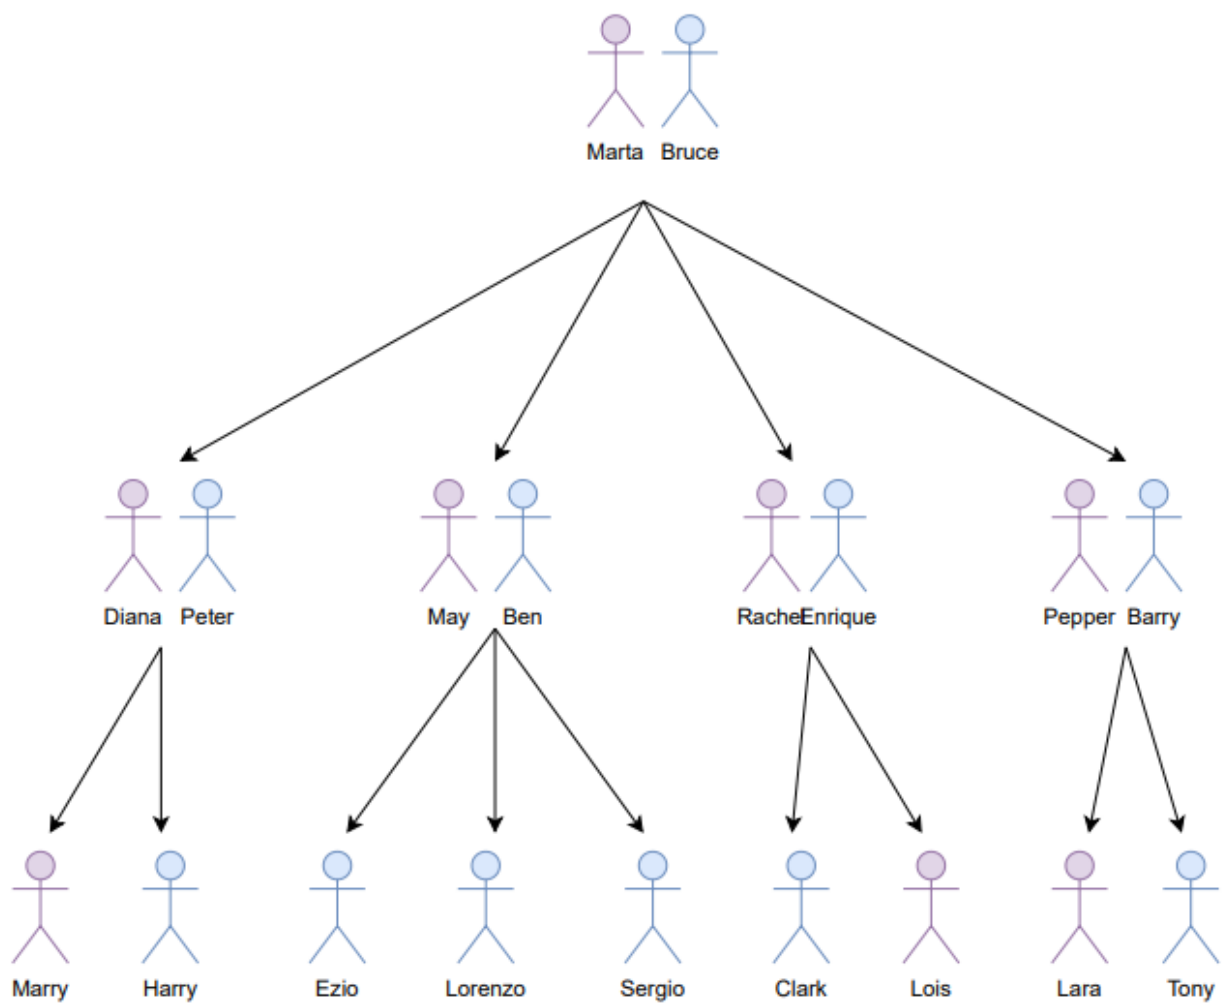 Marta Bruce
Diana Peter May Ben Rachel Enrique Pepper Barry
Marry Harry Ezio Lorenzo Sergio Clark Lois Lara Tony